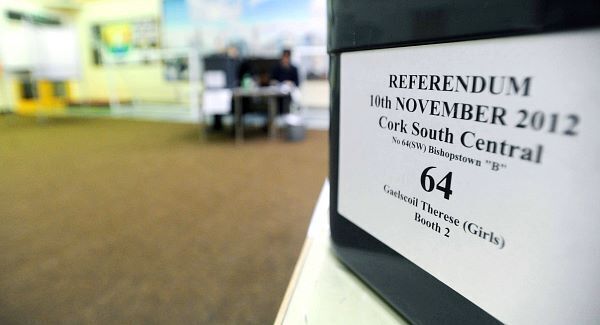 REFERENDUM
10th NOVEMBER 2012
Cork South Central
No 64(SW) Bishopstown "B"
64
Gaelscoil Therese (Girls)
Booth 2